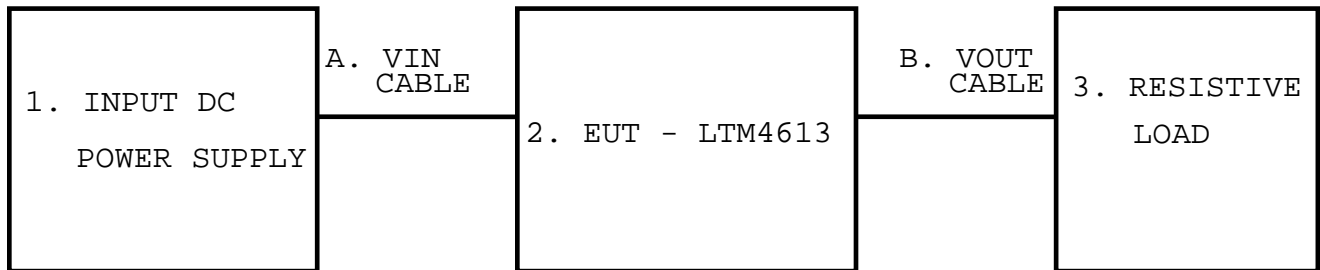 1. INPUT DC
POWER SUPPLY
A. VIN
CABLE
2. EUT - LTM4613
B. VOUT
CABLE
3. RESISTIVE
LOAD